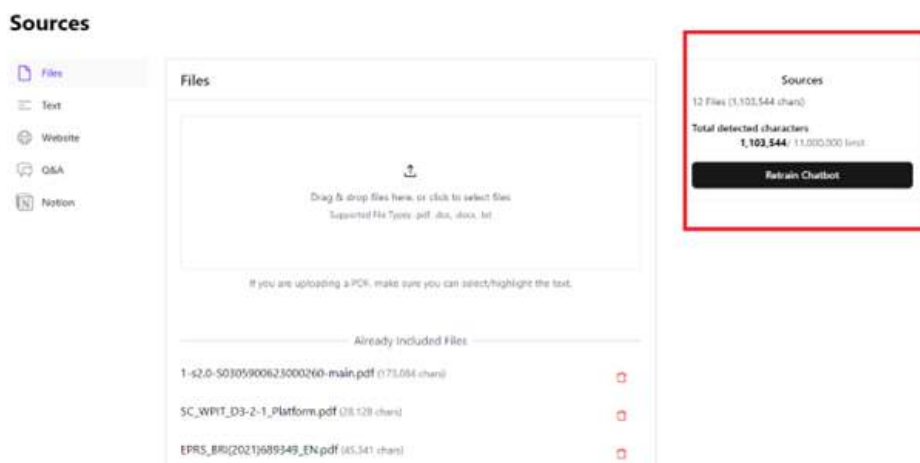 Sources
Files
Text
Website
Q&A
Notion
Files
Drag & drop files here, or click to select files
Supported File Types: .pdf, .doc, .docx, .txt
If you are uploading a PDF, make sure you can select/highlight the text.
Already Included Files
1-s2.0-S0305900623000260-main.pdf (173,084 chars)
SC_WPIT_D3-2-1_Platform.pdf (28,128 chars)
EPRS_BRI(2021)689349_EN.pdf (45,341 chars)
Sources
12 Files (1,103,544 chars)
Total detected characters
1,103,544/ 11,000,000 limit
Retrain Chatbot